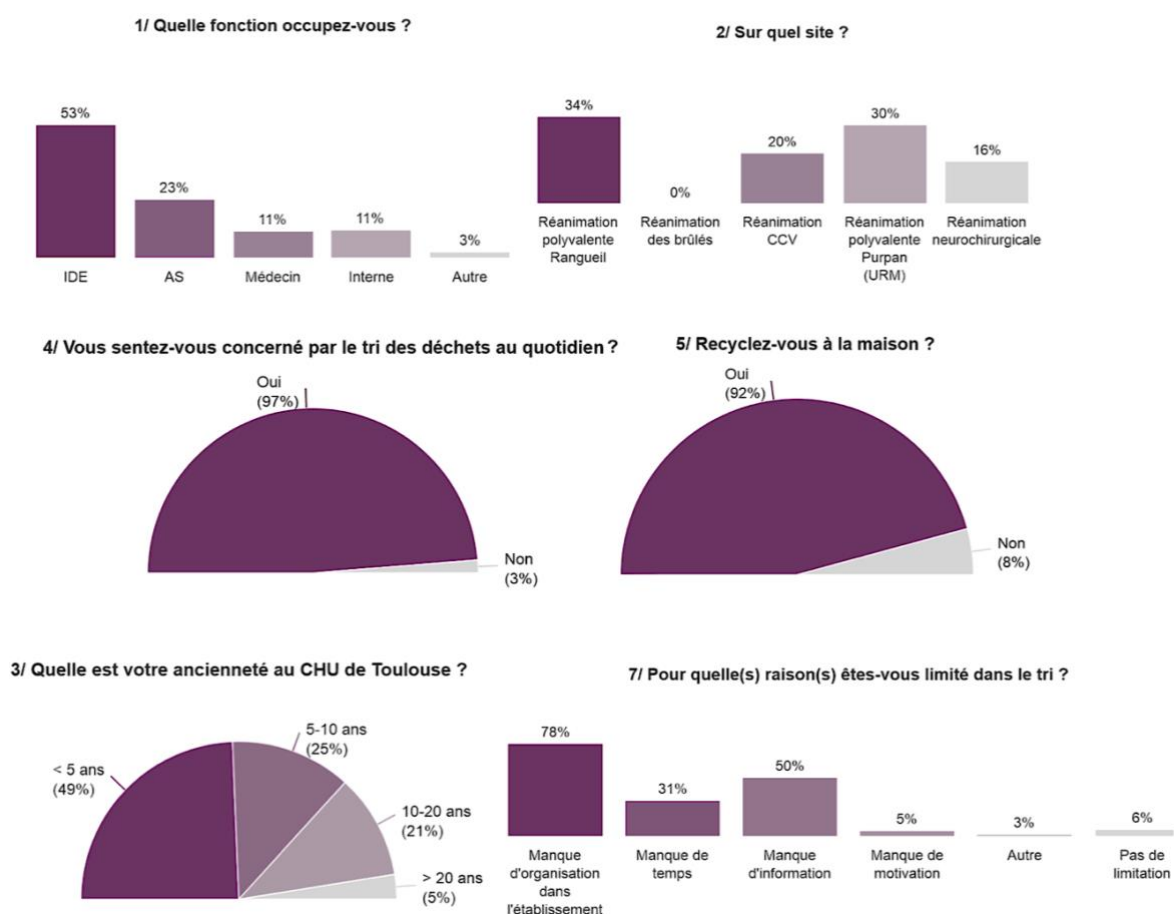 1/ Quelle fonction occupez-vous ?
53%
23%
11%
11%
3%
IDE
AS
Médecin
Interne
Autre
2/ Sur quel site ?
34%
0%
20%
30%
16%
Réanimation
polyvalente
Rangueil
Réanimation
des brûlés
Réanimation
CCV
Réanimation
polyvalente
Purpan
(URM)
Réanimation
neurochirurgicale
4/ Vous sentez-vous concerné par le tri des déchets au quotidien ?
Oui
(97%)
Non
(3%)
5/ Recyclez-vous à la maison ?
Oui
(92%)
Non
(8%)
3/ Quelle est votre ancienneté au CHU de Toulouse ?
< 5 ans
(49%)
5-10 ans
(25%)
10-20 ans
(21%)
> 20 ans
(5%)
7/ Pour quelle(s) raison(s) êtes-vous limité dans le tri ?
78%
31%
50%
5%
3%
6%
Manque
d'organisation
dans
l'établissement
Manque de
temps
Manque
d'information
Manque de
motivation
Autre
Pas de
limitation